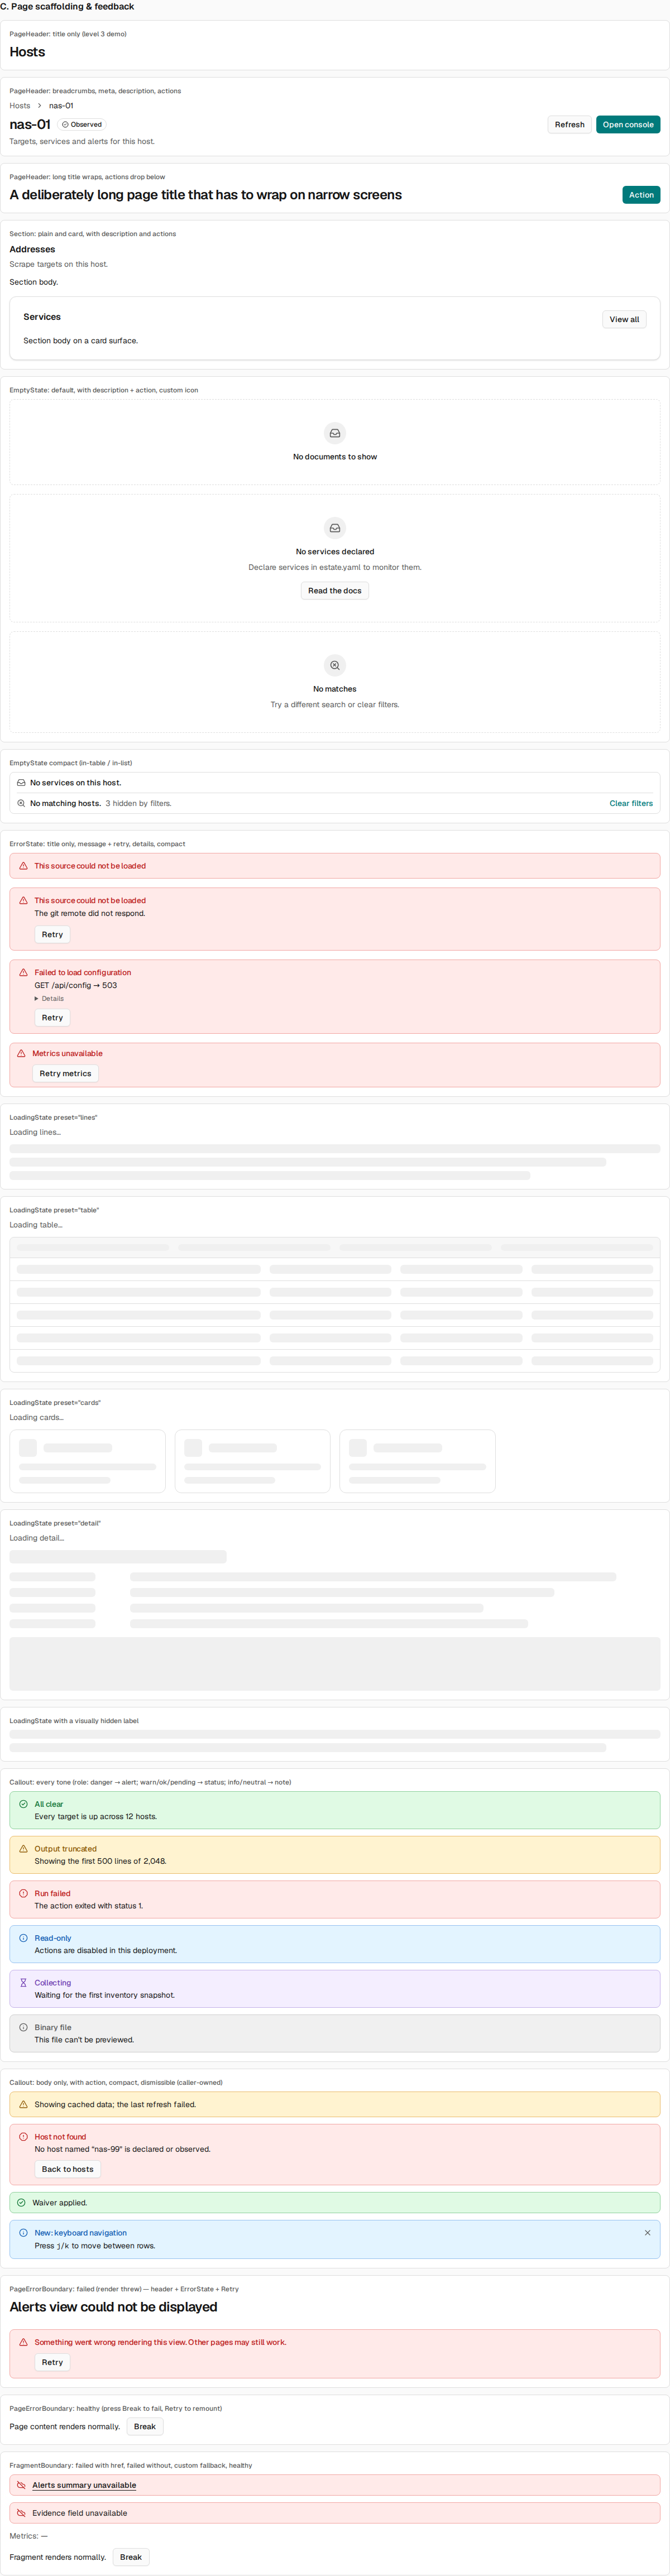 C. Page scaffolding & feedback
PageHeader: title only (level 3 demo)
Hosts
PageHeader: breadcrumbs, meta, description, actions
Hosts > nas-01
nas-01 Observed Refresh Open console
Targets, services and alerts for this host.
PageHeader: long title wraps, actions drop below
A deliberately long page title that has to wrap on narrow screens Action
Section: plain and card, with description and actions
Addresses
Scrape targets on this host.
Section body.
Services View all
Section body on a card surface.
EmptyState: default, with description + action, custom icon
No documents to show
No services declared
Declare services in estate.yaml to monitor them.
Read the docs
No matches
Try a different search or clear filters.
EmptyState compact (in-table / in-list)
No services on this host.
No matching hosts. 3 hidden by filters. Clear filters
ErrorState: title only, message + retry, details, compact
This source could not be loaded
This source could not be loaded
The git remote did not respond.
Retry
Failed to load configuration
GET /api/config → 503
Details
Retry
Metrics unavailable
Retry metrics
LoadingState preset="lines"
Loading lines…
LoadingState preset="table"
Loading table…
LoadingState preset="cards"
Loading cards…
LoadingState preset="detail"
Loading detail…
LoadingState with a visually hidden label
Callout: every tone (role: danger → alert; warn/ok/pending → status; info/neutral → note)
All clear
Every target is up across 12 hosts.
Output truncated
Showing the first 500 lines of 2,048.
Run failed
The action exited with status 1.
Read-only
Actions are disabled in this deployment.
Collecting
Waiting for the first inventory snapshot.
Binary file
This file can't be previewed.
Callout: body only, with action, compact, dismissible (caller-owned)
Showing cached data; the last refresh failed.
Host not found
No host named "nas-99" is declared or observed.
Back to hosts
Waiver applied.
New: keyboard navigation
Press j/k to move between rows.
PageErrorBoundary: failed (render threw) — header + ErrorState + Retry
Alerts view could not be displayed
Something went wrong rendering this view. Other pages may still work.
Retry
PageErrorBoundary: healthy (press Break to fail, Retry to remount)
Page content renders normally. Break
FragmentBoundary: failed with href, failed without, custom fallback, healthy
Alerts summary unavailable
Evidence field unavailable
Metrics: —
Fragment renders normally. Break